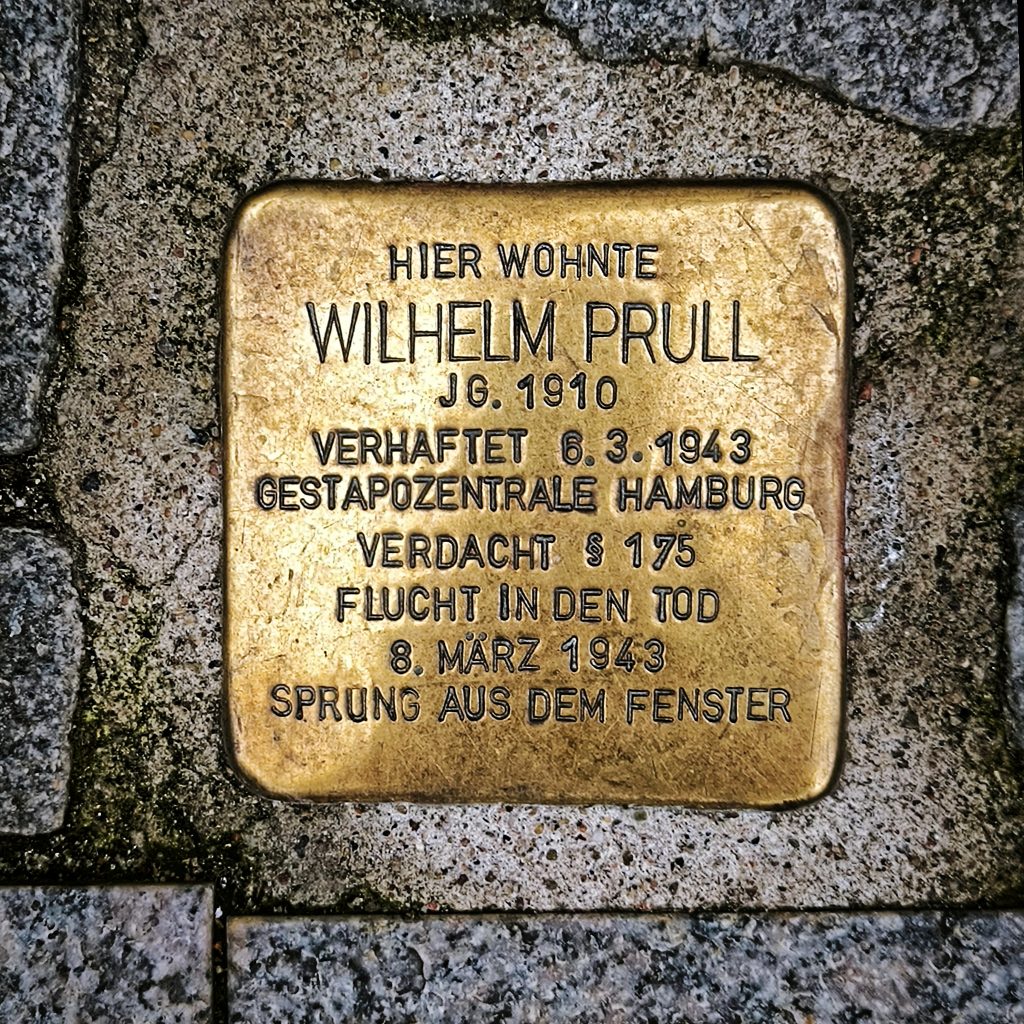 HIER WOHNTE
WILHELM PRULL
JG. 1910
VERHAFTET 6.3.1943
GESTAPOZENTRALE HAMBURG
VERDACHT § 175
FLUCHT IN DEN TOD
8. MÄRZ 1943
SPRUNG AUS DEM FENSTER